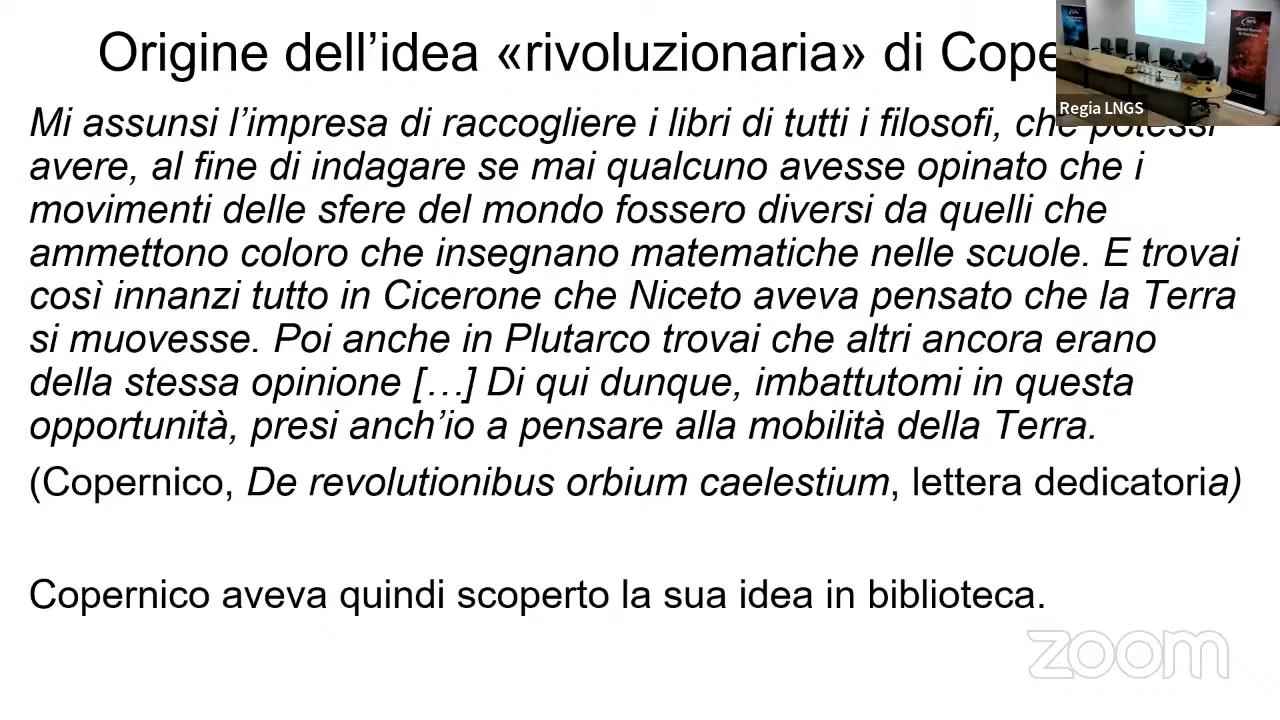 Origine dell’idea «rivoluzionaria» di Cope
Regia LNGS
Mi assunsi l’impresa di raccogliere i libri di tutti i filosofi, che potessi
avere, al fine di indagare se mai qualcuno avesse opinato che i
movimenti delle sfere del mondo fossero diversi da quelli che
ammettono coloro che insegnano matematiche nelle scuole. E trovai
così innanzi tutto in Cicerone che Niceto aveva pensato che la Terra
si muovesse. Poi anche in Plutarco trovai che altri ancora erano
della stessa opinione […] Di qui dunque, imbattutomi in questa
opportunità, presi anch’io a pensare alla mobilità della Terra.
(Copernico, De revolutionibus orbium caelestium, lettera dedicatoria)
Copernico aveva quindi scoperto la sua idea in biblioteca.
zoom